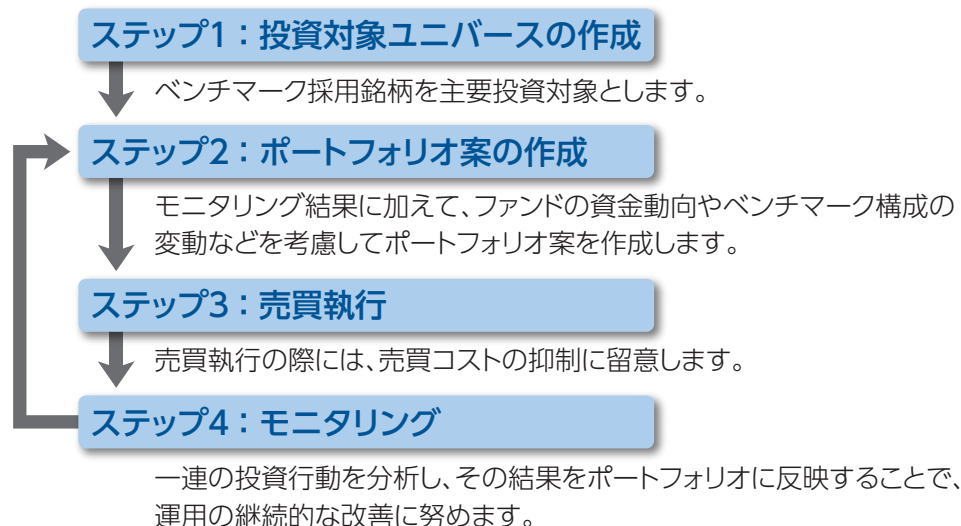 ステップ1：投資対象ユニバースの作成
ベンチマーク採用銘柄を主要投資対象とします。
ステップ2：ポートフォリオ案の作成
モニタリング結果に加えて、ファンドの資金動向やベンチマーク構成の
変動などを考慮してポートフォリオ案を作成します。
ステップ3：売買執行
売買執行の際には、売買コストの抑制に留意します。
ステップ4：モニタリング
一連の投資行動を分析し、その結果をポートフォリオに反映することで、
運用の継続的な改善に努めます。